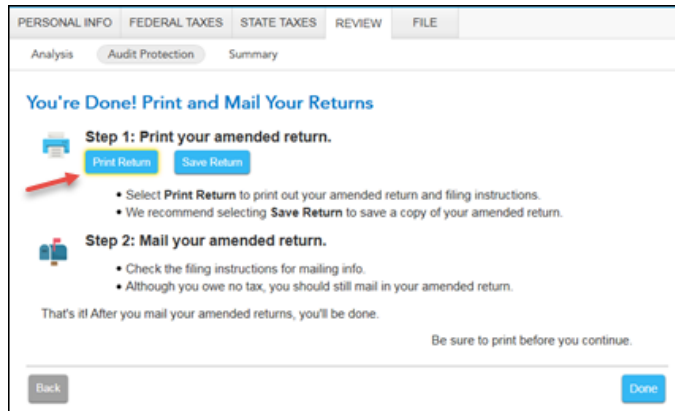 PERSONAL INFO FEDERAL TAXES STATE TAXES REVIEW FILE
Analysis Audit Protection Summary
You're Done! Print and Mail Your Returns
Step 1: Print your amended return.
Print Return Save Return
• Select Print Return to print out your amended return and filing instructions.
• We recommend selecting Save Return to save a copy of your amended return.
Step 2: Mail your amended return.
• Check the filing instructions for mailing info.
• Although you owe no tax, you should still mail in your amended return.
That's it! After you mail your amended returns, you'll be done.
Be sure to print before you continue.
Back Done